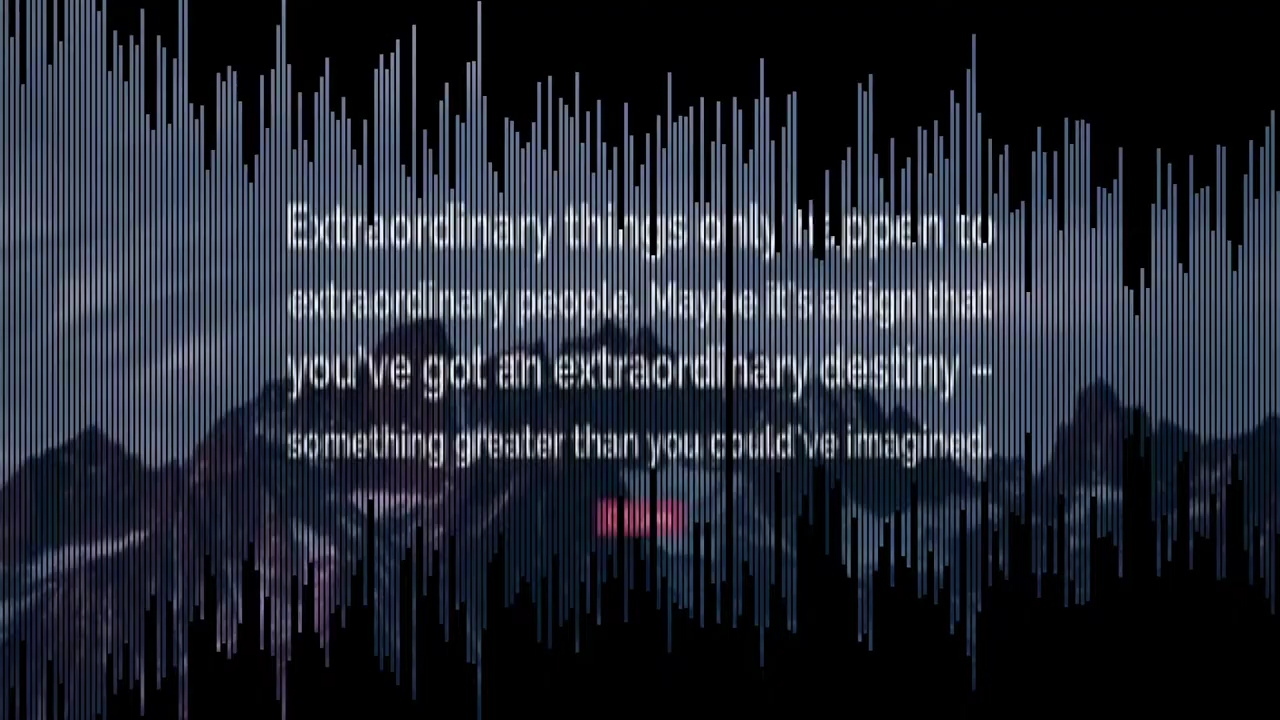 Extraordinary things only happen to
extraordinary people. Maybe it's a sign that
you've got an extraordinary destiny –
something greater than you could've imagined.